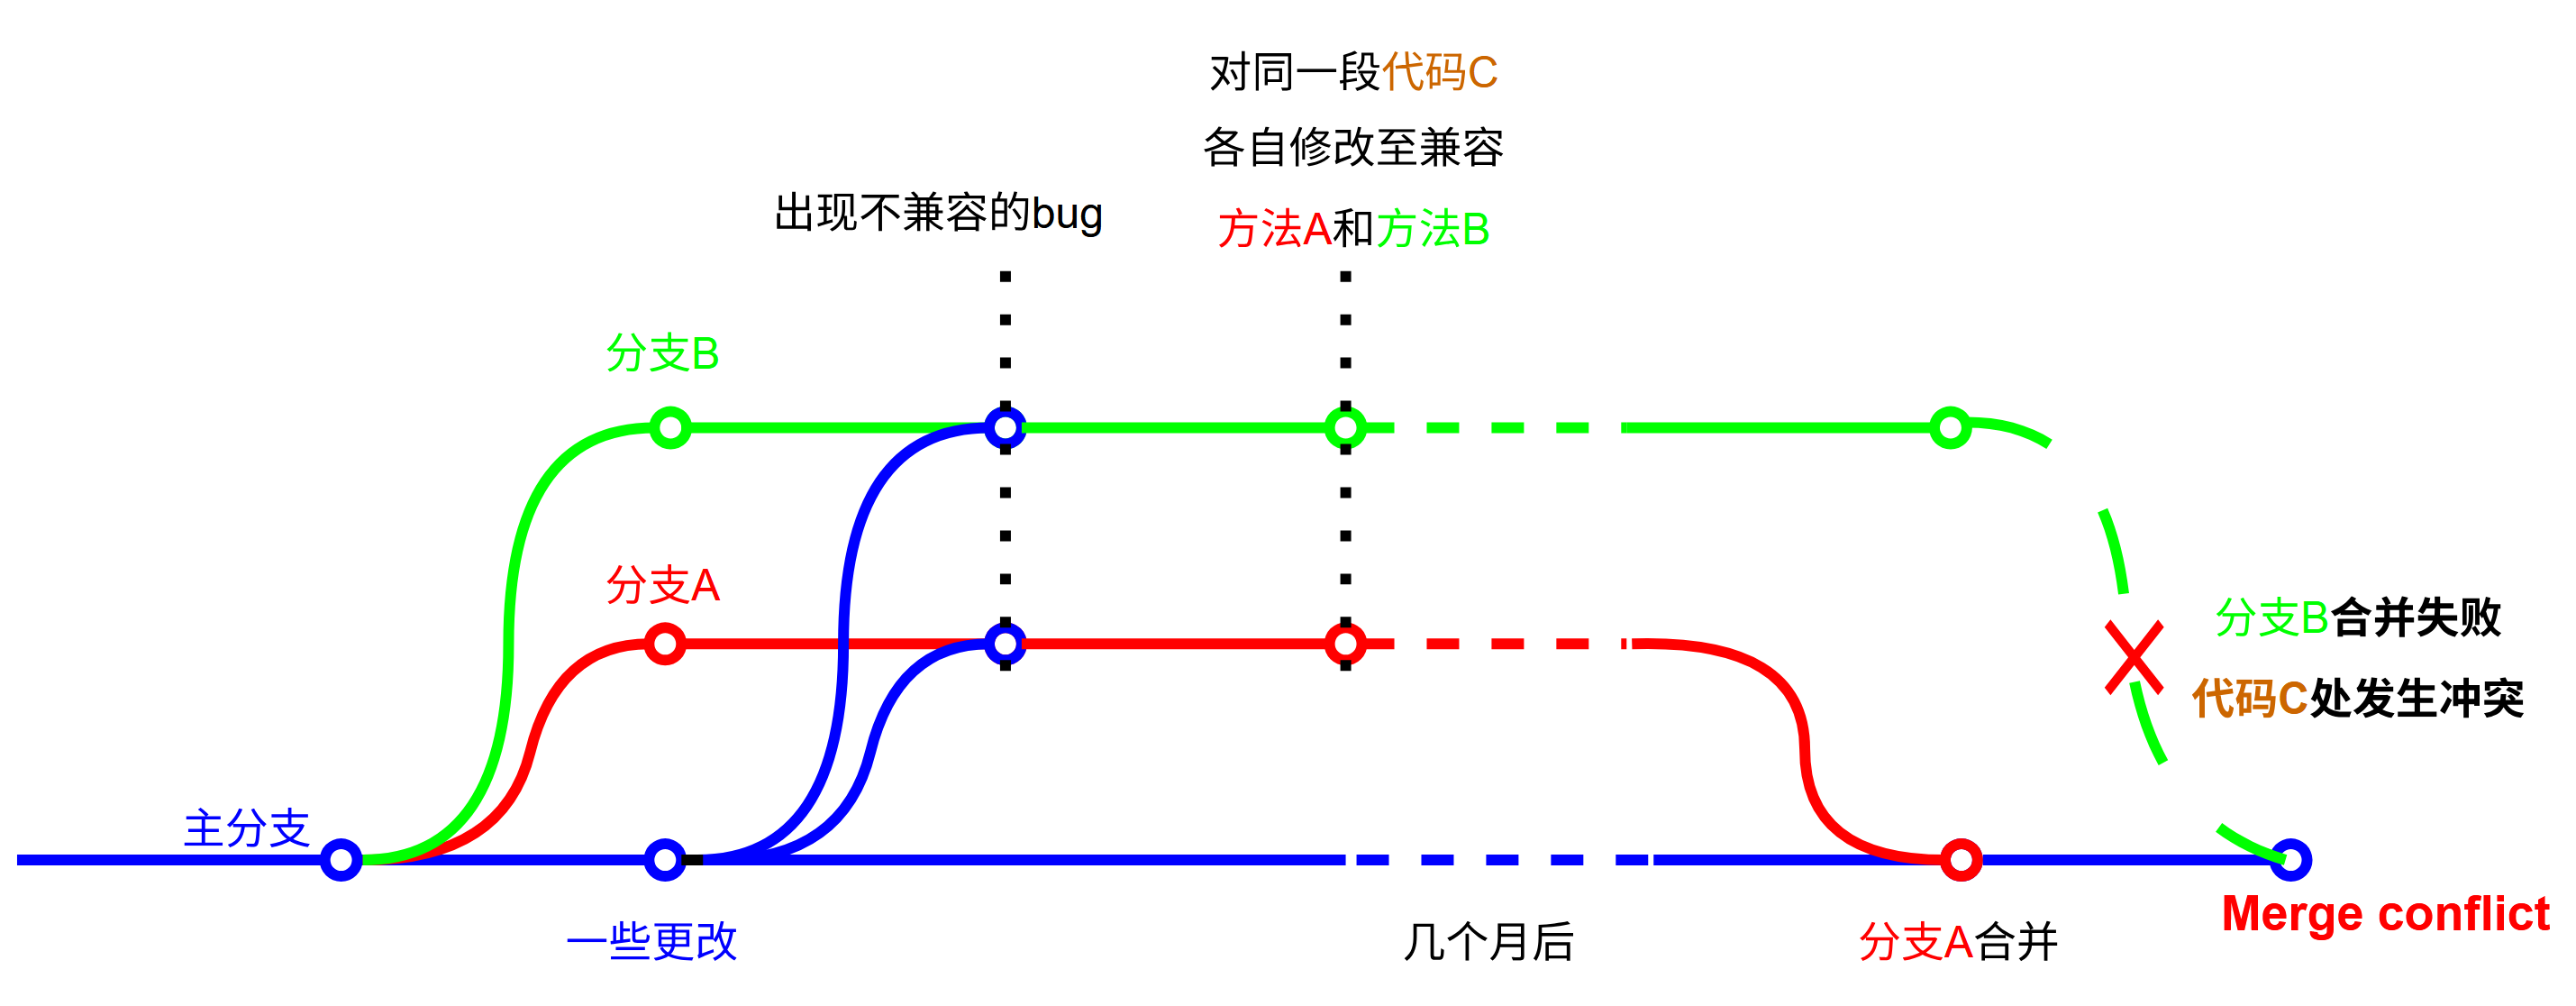 对同一段代码C
各自修改至兼容
方法A和方法B
出现不兼容的bug
分支B
分支A
分支B合并失败
代码C处发生冲突
主分支
Merge conflict
一些更改
几个月后
分支A合并